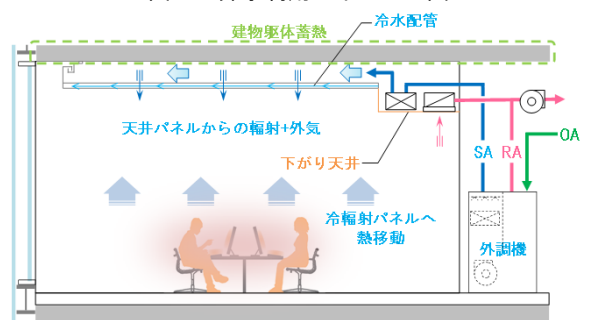 建物躯体蓄熱
冷水配管
天井パネルからの輻射+外気
下がり天井
SA
RA
OA
冷輻射パネルへ
熱移動
外調機